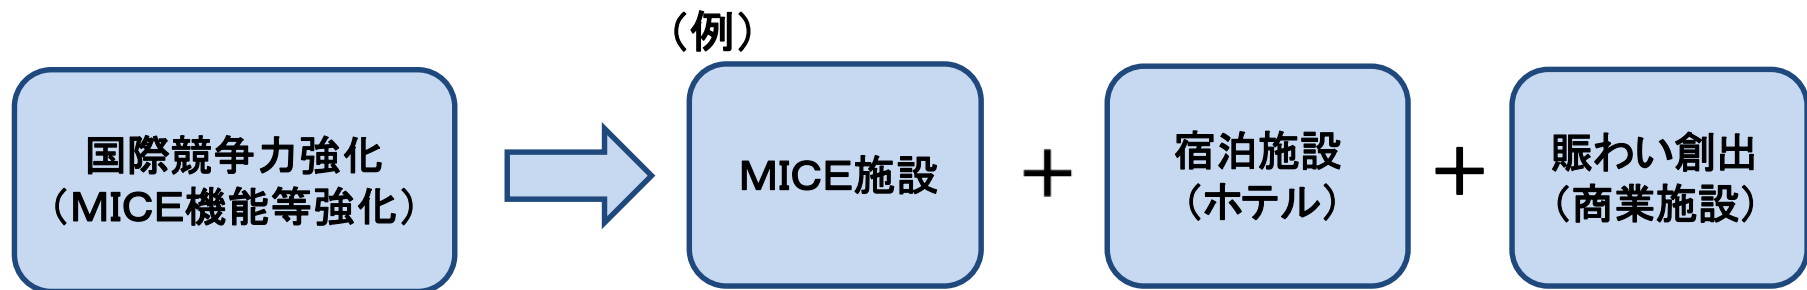 （例）
国際競争力強化
（MICE機能等強化）
MICE施設
＋
宿泊施設
（ホテル）
＋
賑わい創出
（商業施設）